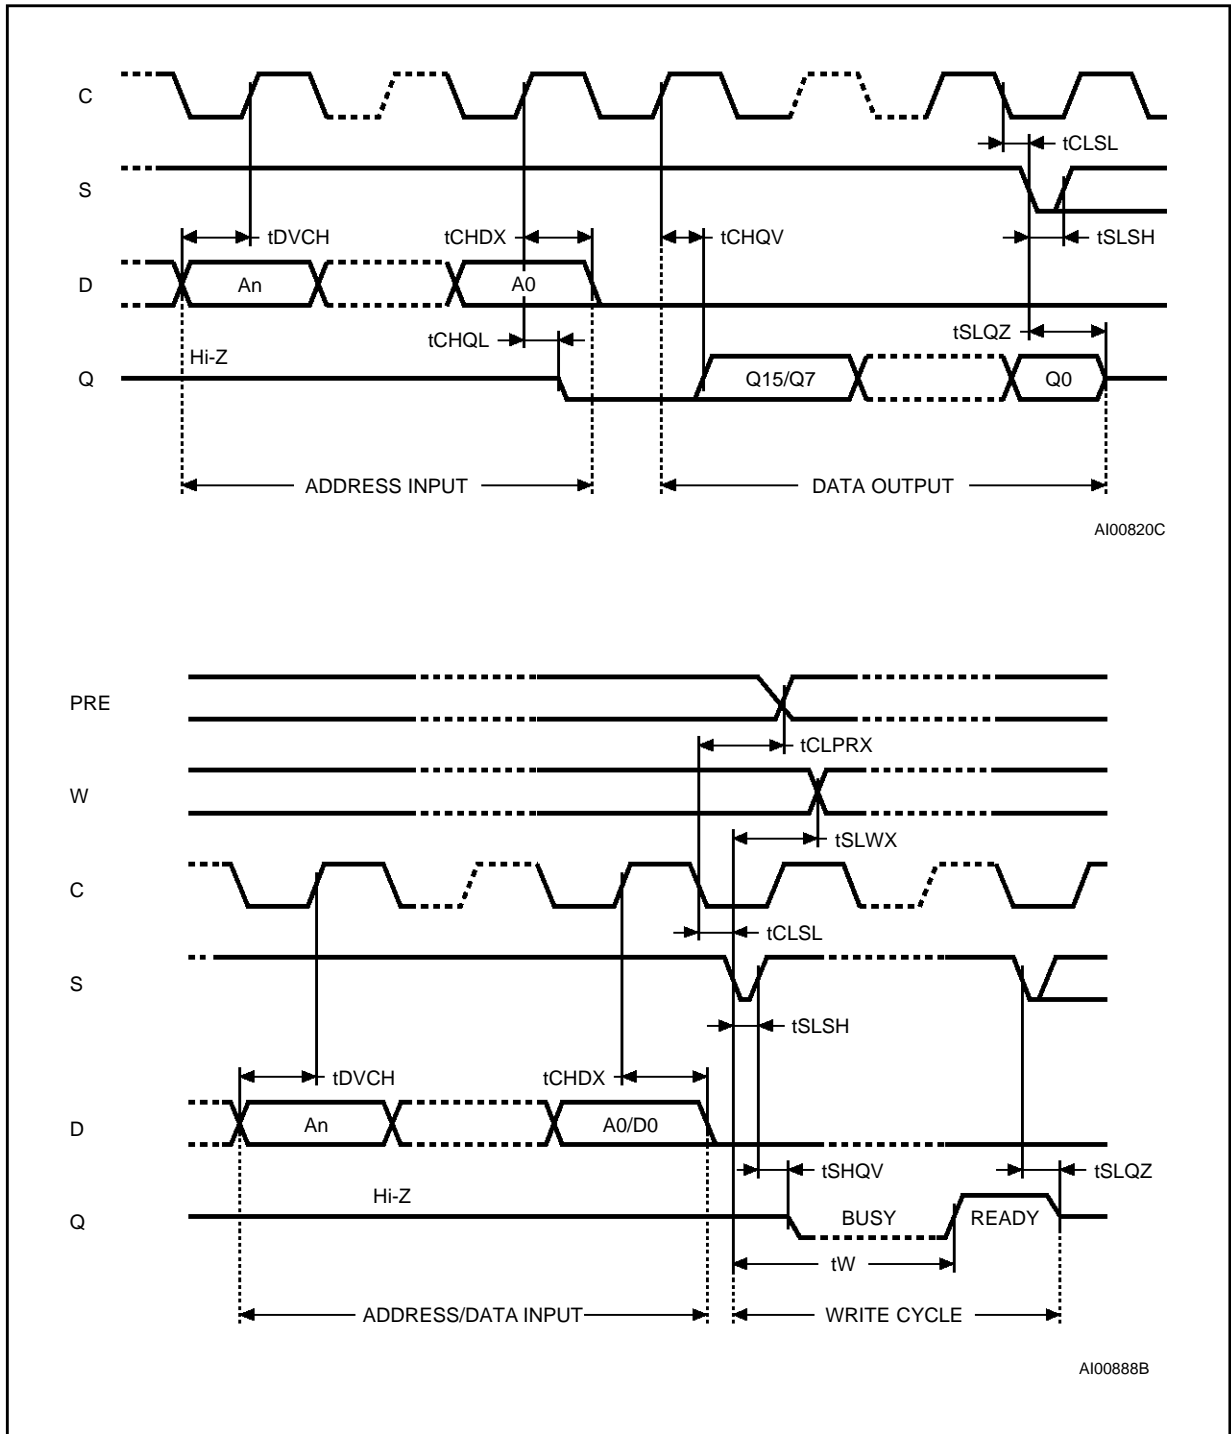 C
tCLSL
S
tDVCH
tCHDX
tCHQV
tSLSH
D
An
A0
tCHQL
tSLQZ
Hi-Z
Q
Q15/Q7
Q0
ADDRESS INPUT
DATA OUTPUT
AI00820C
PRE
tCLPRX
W
tSLWX
C
tCLSL
S
tSLSH
tDVCH
tCHDX
D
An
A0/D0
tSHQV
tSLQZ
Hi-Z
Q
BUSY
READY
tW
ADDRESS/DATA INPUT
WRITE CYCLE
AI00888B